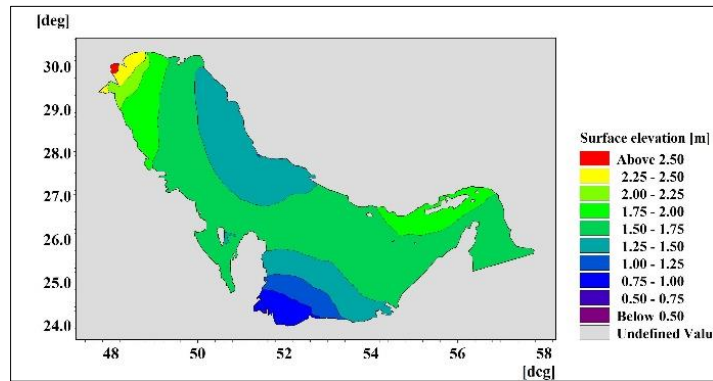 [deg]
30.0
29.0
28.0
27.0
26.0
25.0
24.0
48 50 52 54 56 58
[deg]
Surface elevation [m]
Above 2.50
2.25 - 2.50
2.00 - 2.25
1.75 - 2.00
1.50 - 1.75
1.25 - 1.50
1.00 - 1.25
0.75 - 1.00
0.50 - 0.75
Below 0.50
Undefined Value